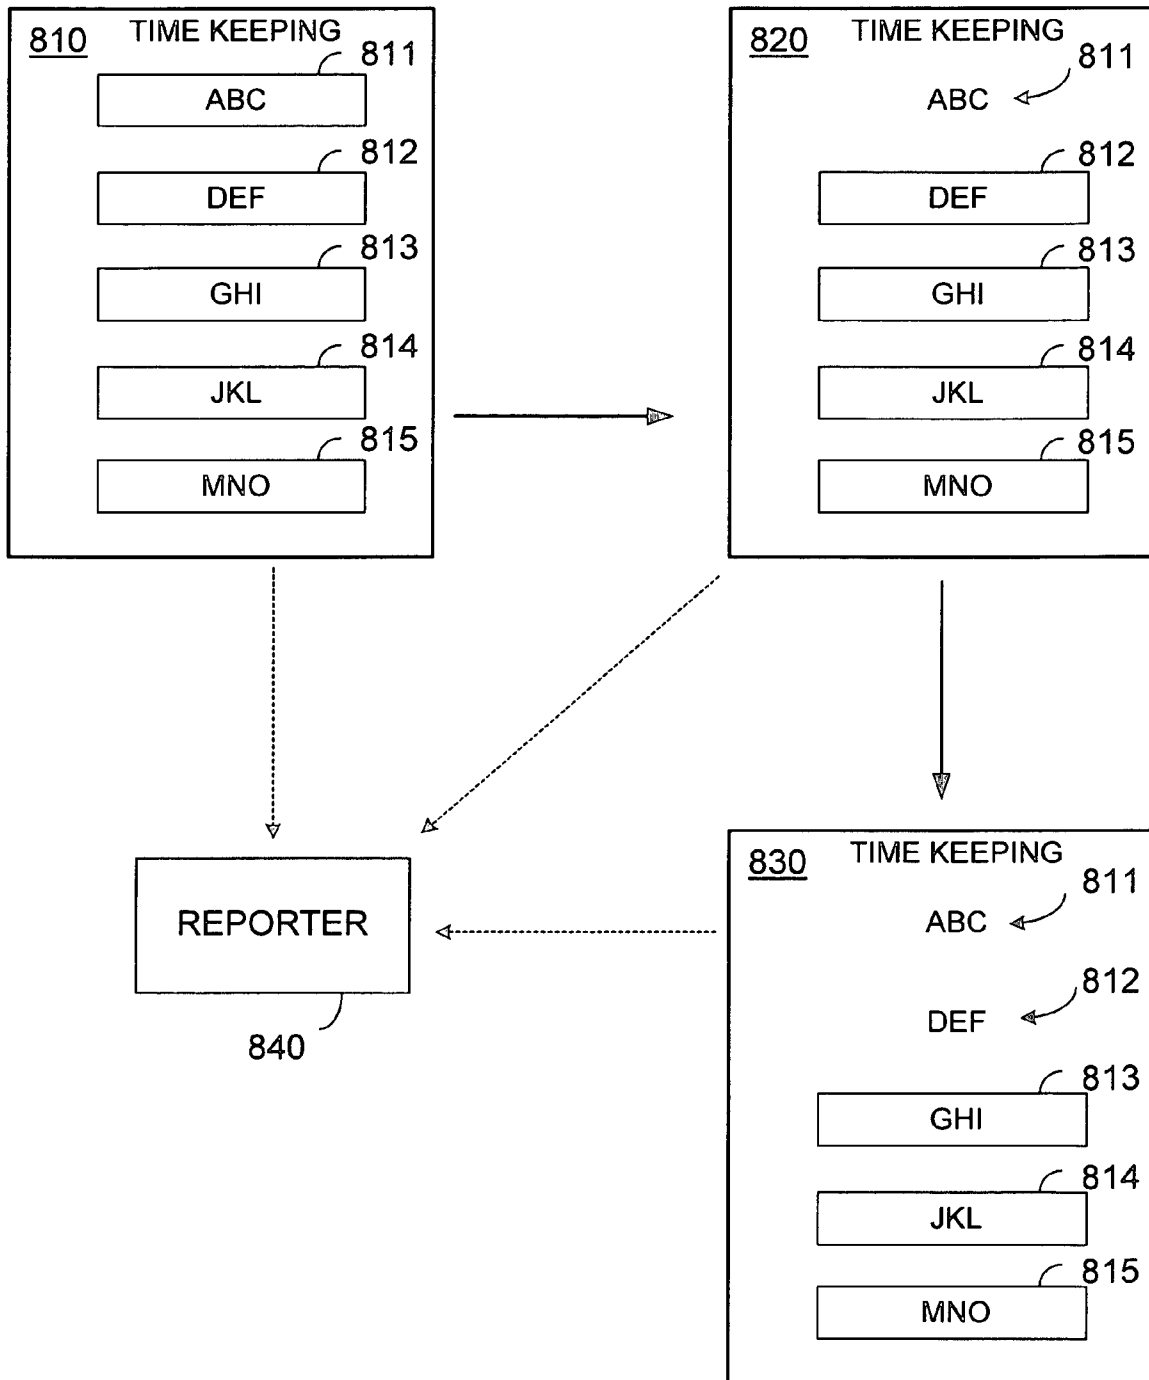 810 TIME KEEPING
811
ABC
812
DEF
813
GHI
814
JKL
815
MNO
820 TIME KEEPING
811
ABC
812
DEF
813
GHI
814
JKL
815
MNO
REPORTER
840
830 TIME KEEPING
811
ABC
812
DEF
813
GHI
814
JKL
815
MNO